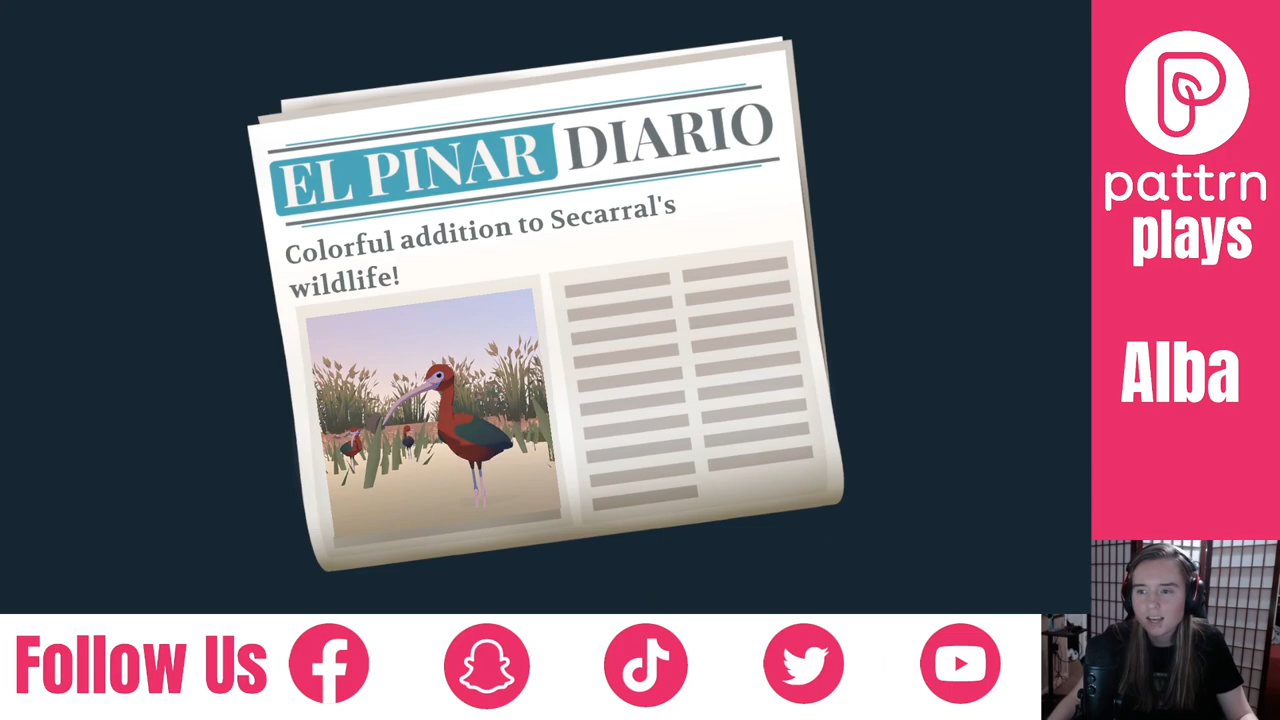 EL PINAR DIARIO
Colorful addition to Secarral's
wildlife!
pattrn
plays
Alba
Follow Us